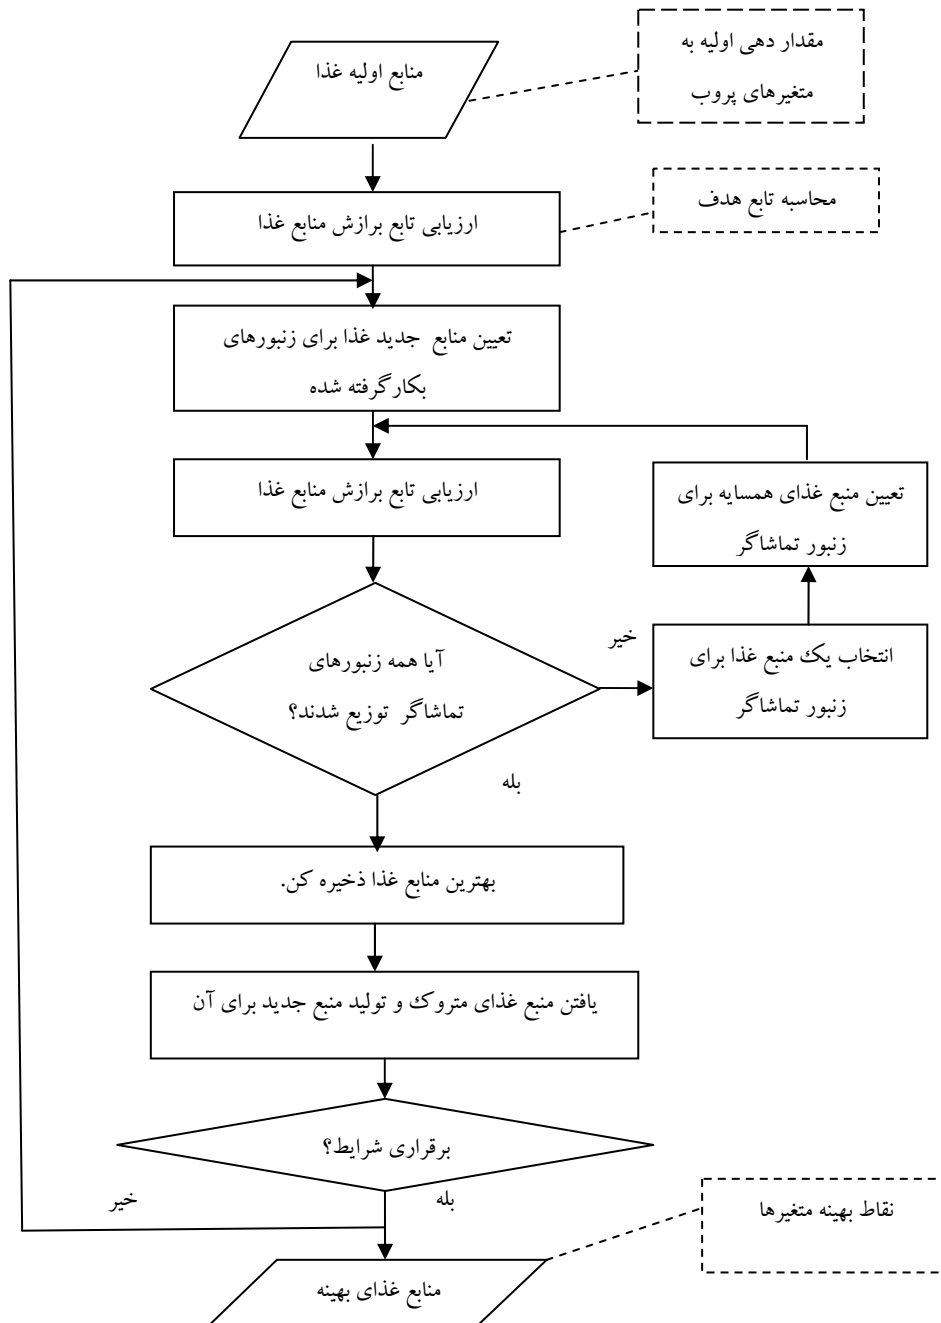 منابع اولیه غذا
مقدار دهی اولیه به
متغیرهای پروب
ارزیابی تابع برازش منابع غذا
محاسبه تابع هدف
تعیین منابع جدید غذا برای زنبورهای
بکارگرفته شده
ارزیابی تابع برازش منابع غذا
تعیین منبع غذای همسایه برای
زنبور تماشاگر
آیا همه زنبورهای
تماشاگر توزیع شدند؟
خیر
انتخاب یک منبع غذا برای
زنبور تماشاگر
بله
بهترین منابع غذا ذخیره کن.
یافتن منبع غذای متروک و تولید منبع جدید برای آن
برقراری شرایط؟
بله
خیر
نقاط بهینه متغیرها
منابع غذای بهینه